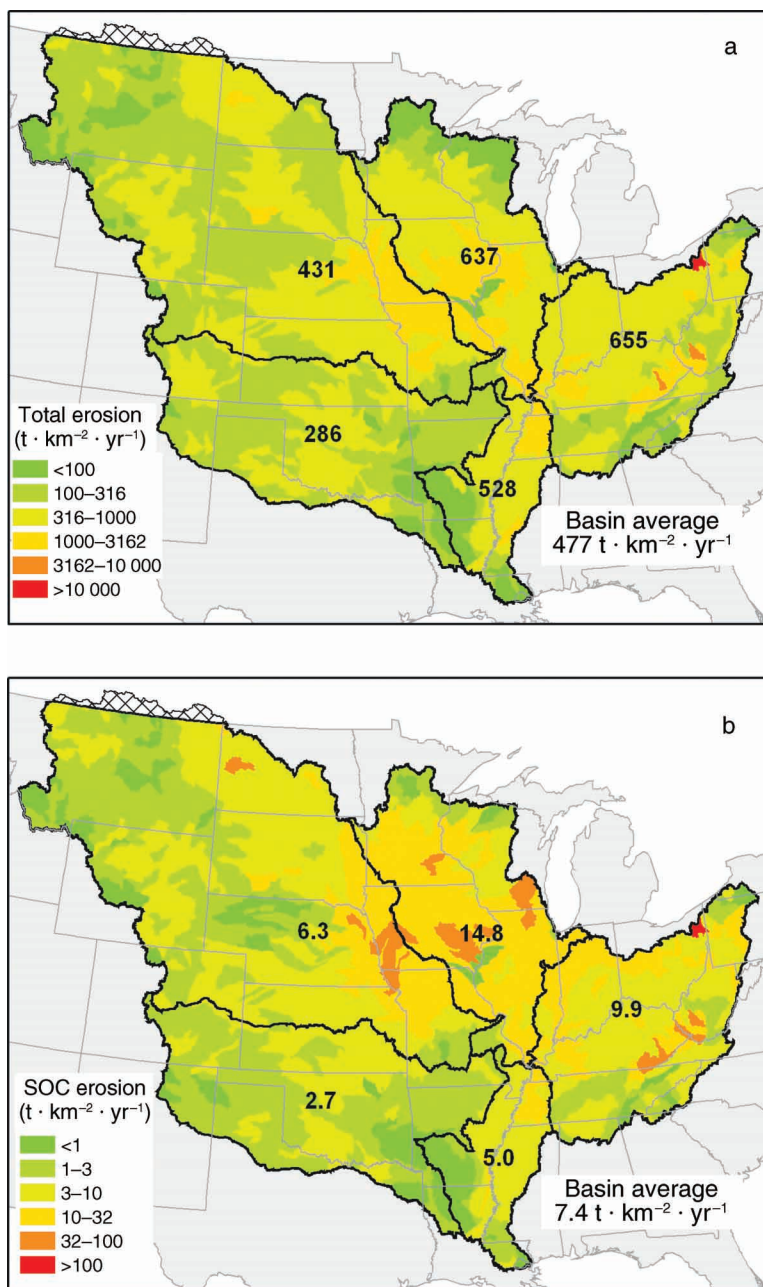 a
431
637
655
286
528
Total erosion
(t · km⁻² · yr⁻¹)
<100
100–316
316–1000
1000–3162
3162–10 000
>10 000
Basin average
477 t · km⁻² · yr⁻¹
b
6.3
14.8
9.9
2.7
5.0
SOC erosion
(t · km⁻² · yr⁻¹)
<1
1–3
3–10
10–32
32–100
>100
Basin average
7.4 t · km⁻² · yr⁻¹